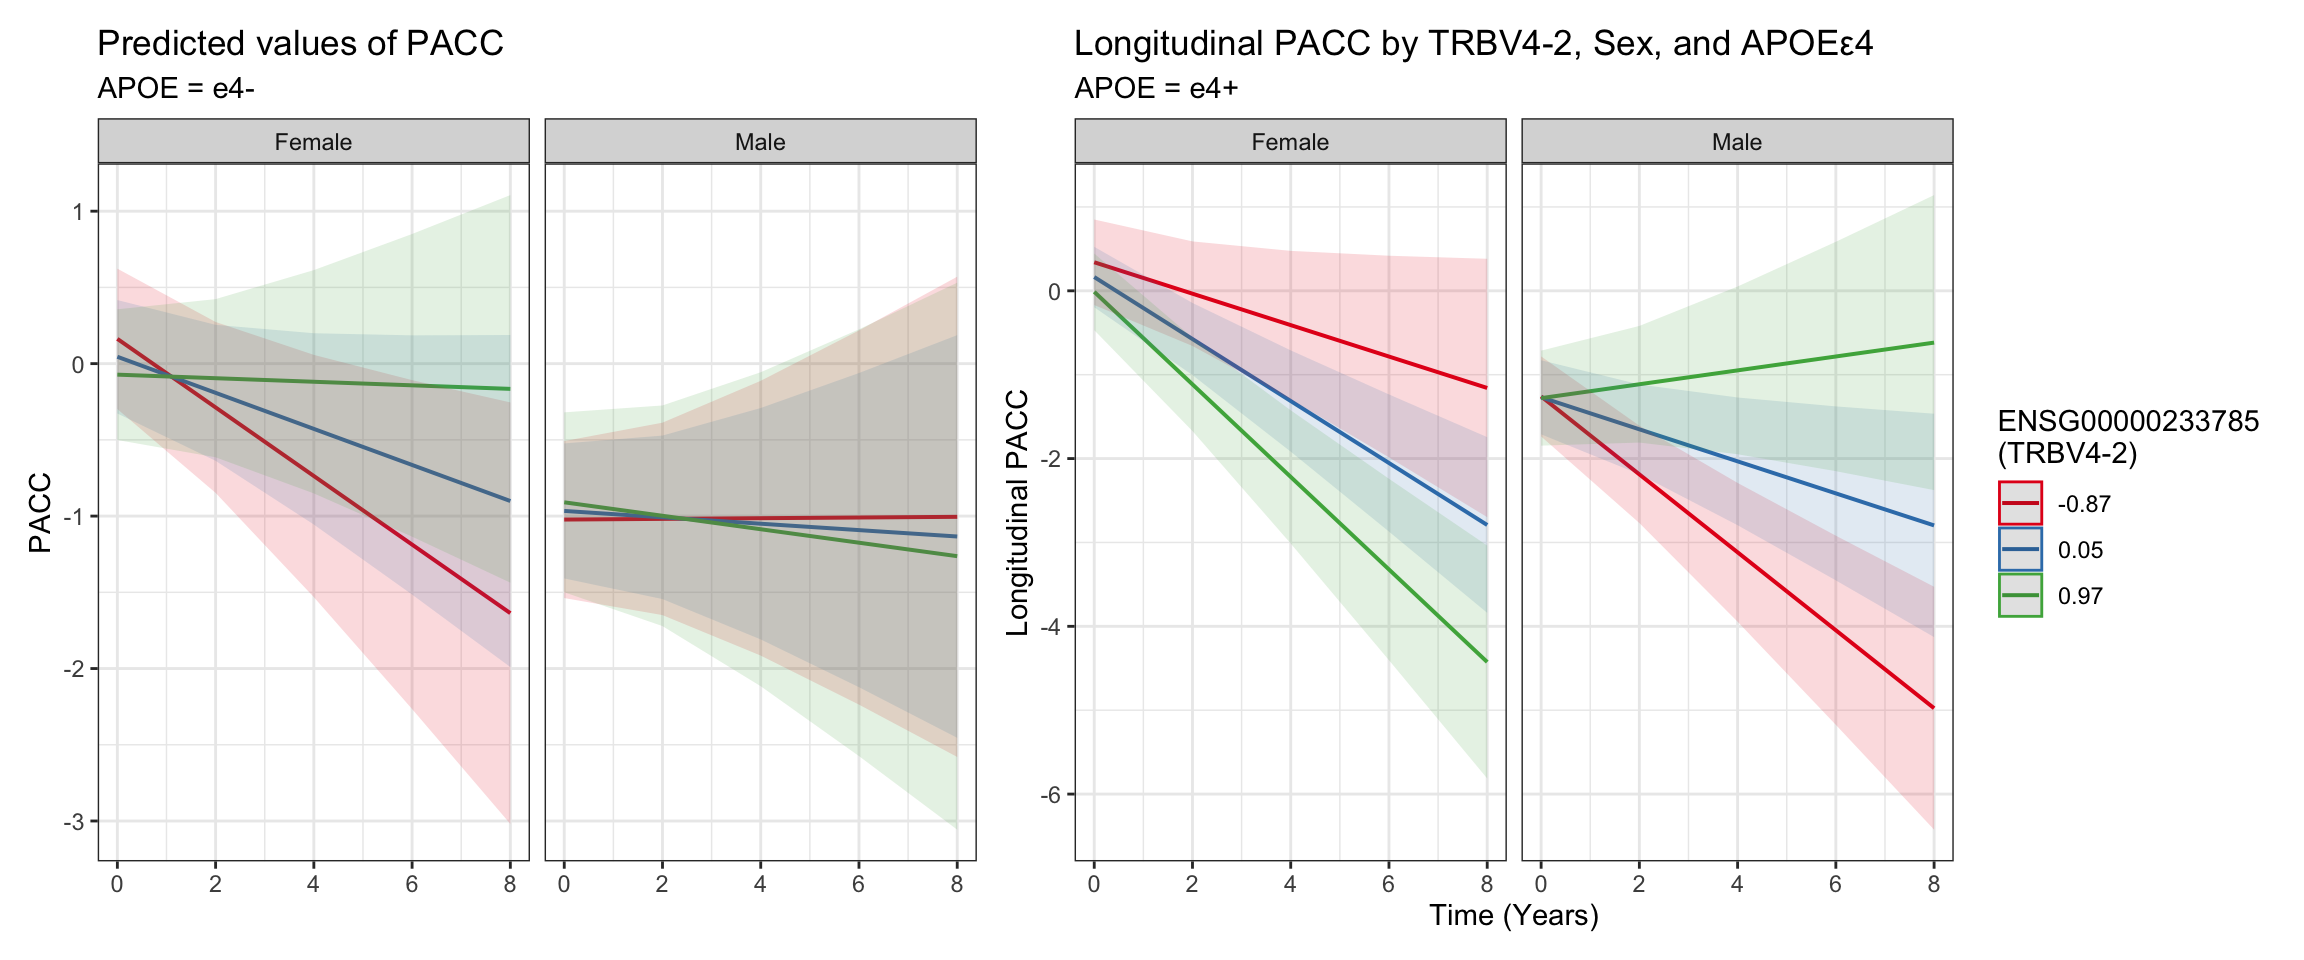 Predicted values of PACC
APOE = e4-
Female
Male
PACC
1
0
-1
-2
-3
0
2
4
6
8
0
2
4
6
8
Longitudinal PACC by TRBV4-2, Sex, and APOEε4
APOE = e4+
Female
Male
Longitudinal PACC
0
-2
-4
-6
0
2
4
6
8
0
2
4
6
8
Time (Years)
ENSG00000233785
(TRBV4-2)
-0.87
0.05
0.97